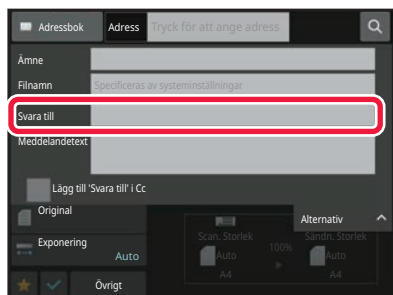 Adressbok Adress Tryck för att ange adress
Ämne
Filnamn Specificeras av systeminställningar
Svara till
Meddelandetext
Lägg till 'Svara till' i Cc
Original
Alternativ
Exponering
Auto
Scan. Storlek 100% Sändn. Storlek
Auto Auto
A4 A4
Övrigt